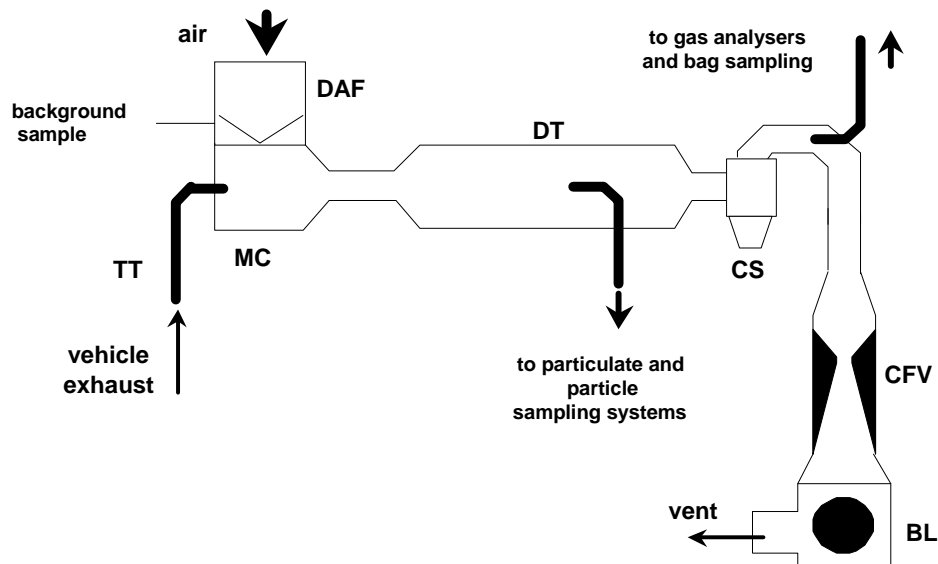 air
to gas analysers
and bag sampling
DAF
background
sample
DT
TT
MC
CS
vehicle
exhaust
to particulate and
particle
sampling systems
CFV
vent
BL